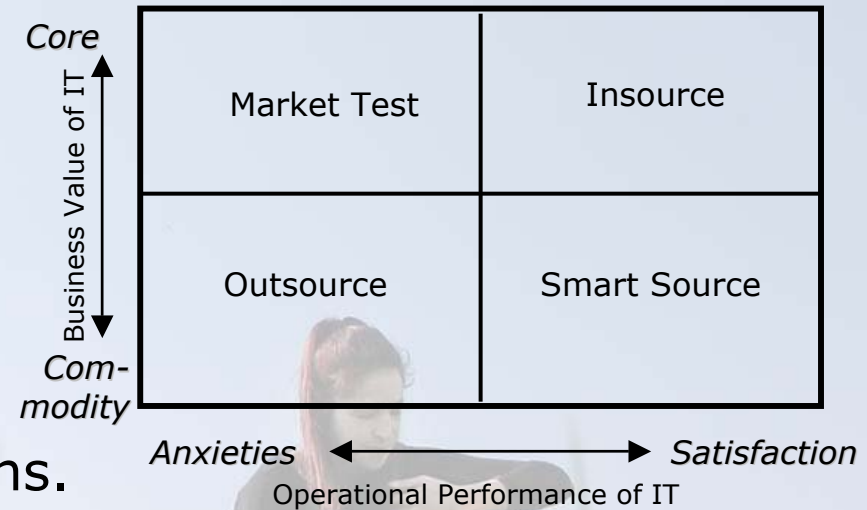 Core
Business Value of IT
Market Test
Insource
Outsource
Smart Source
Com-
modity
Anxieties
Satisfaction
Operational Performance of IT
ns.